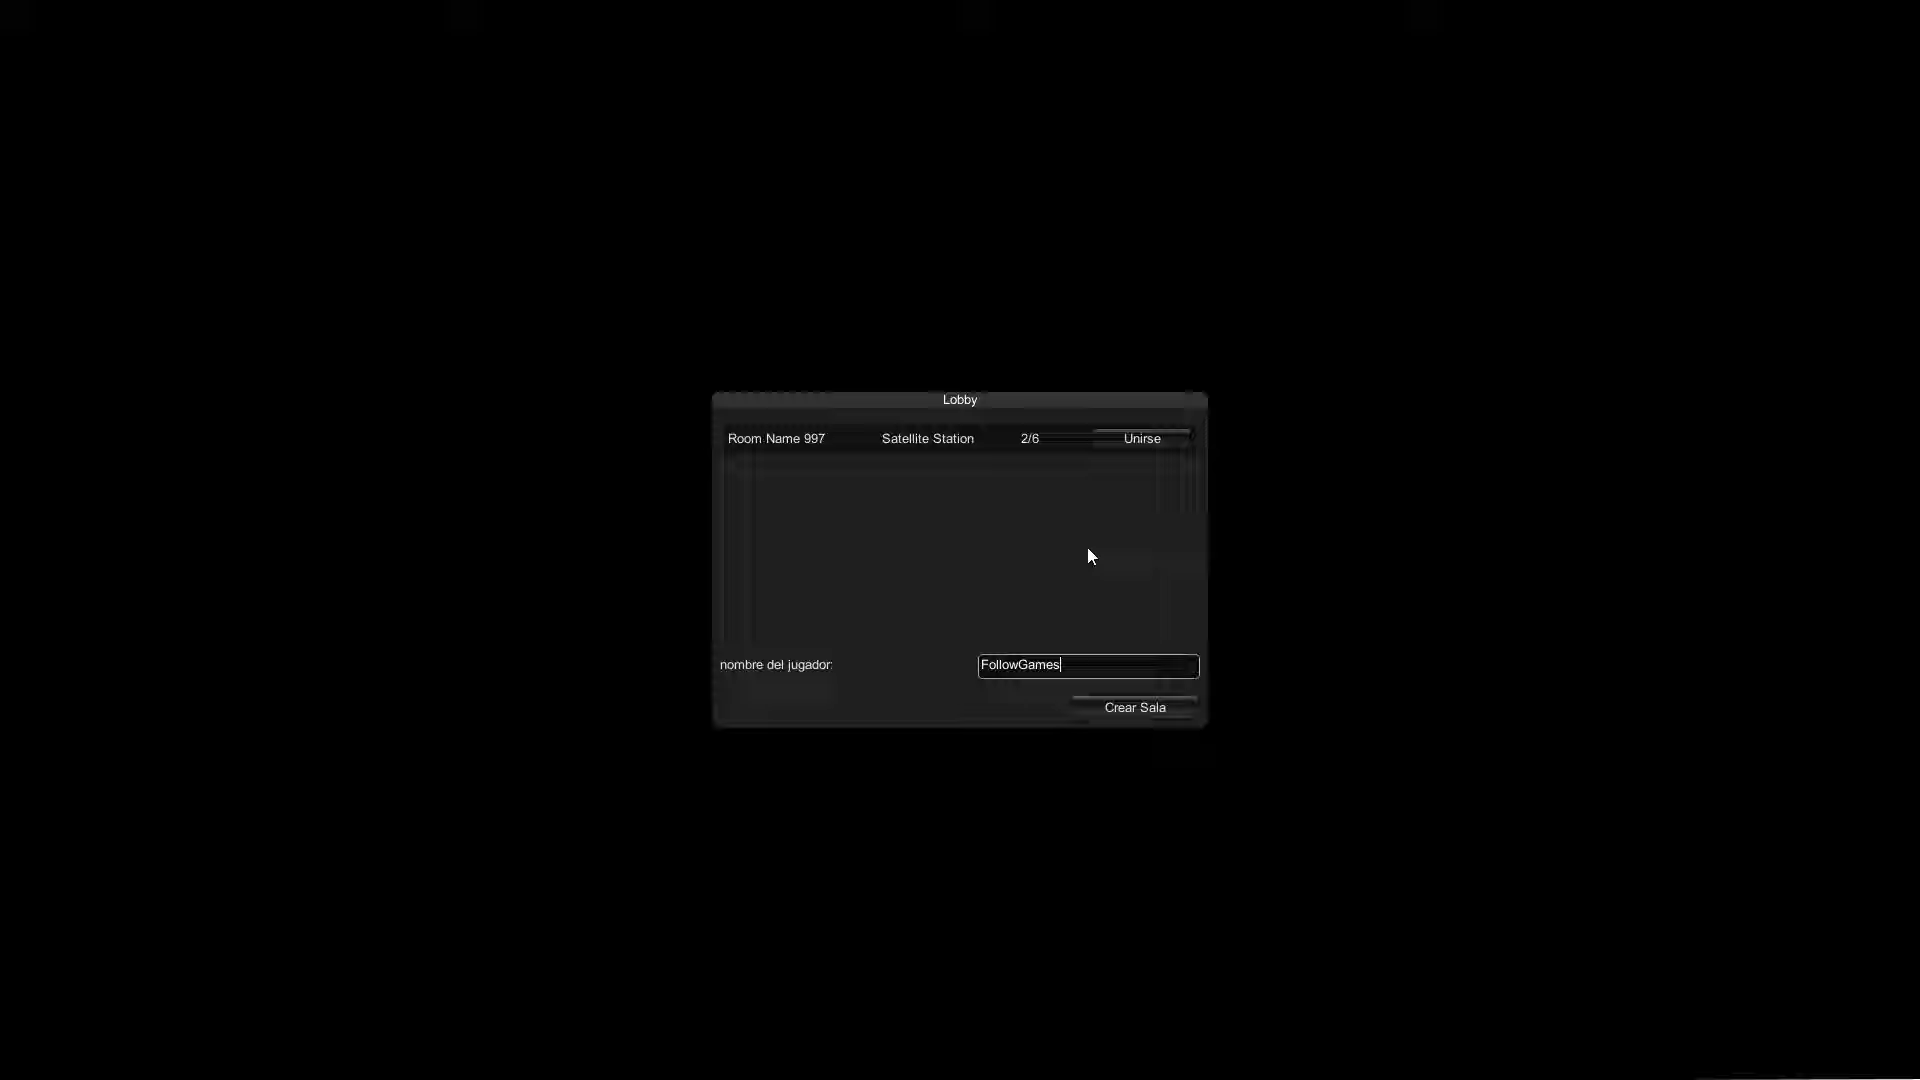 Lobby
Room Name 997 Satellite Station 2/6 Unirse
nombre del jugador: FollowGames
Crear Sala